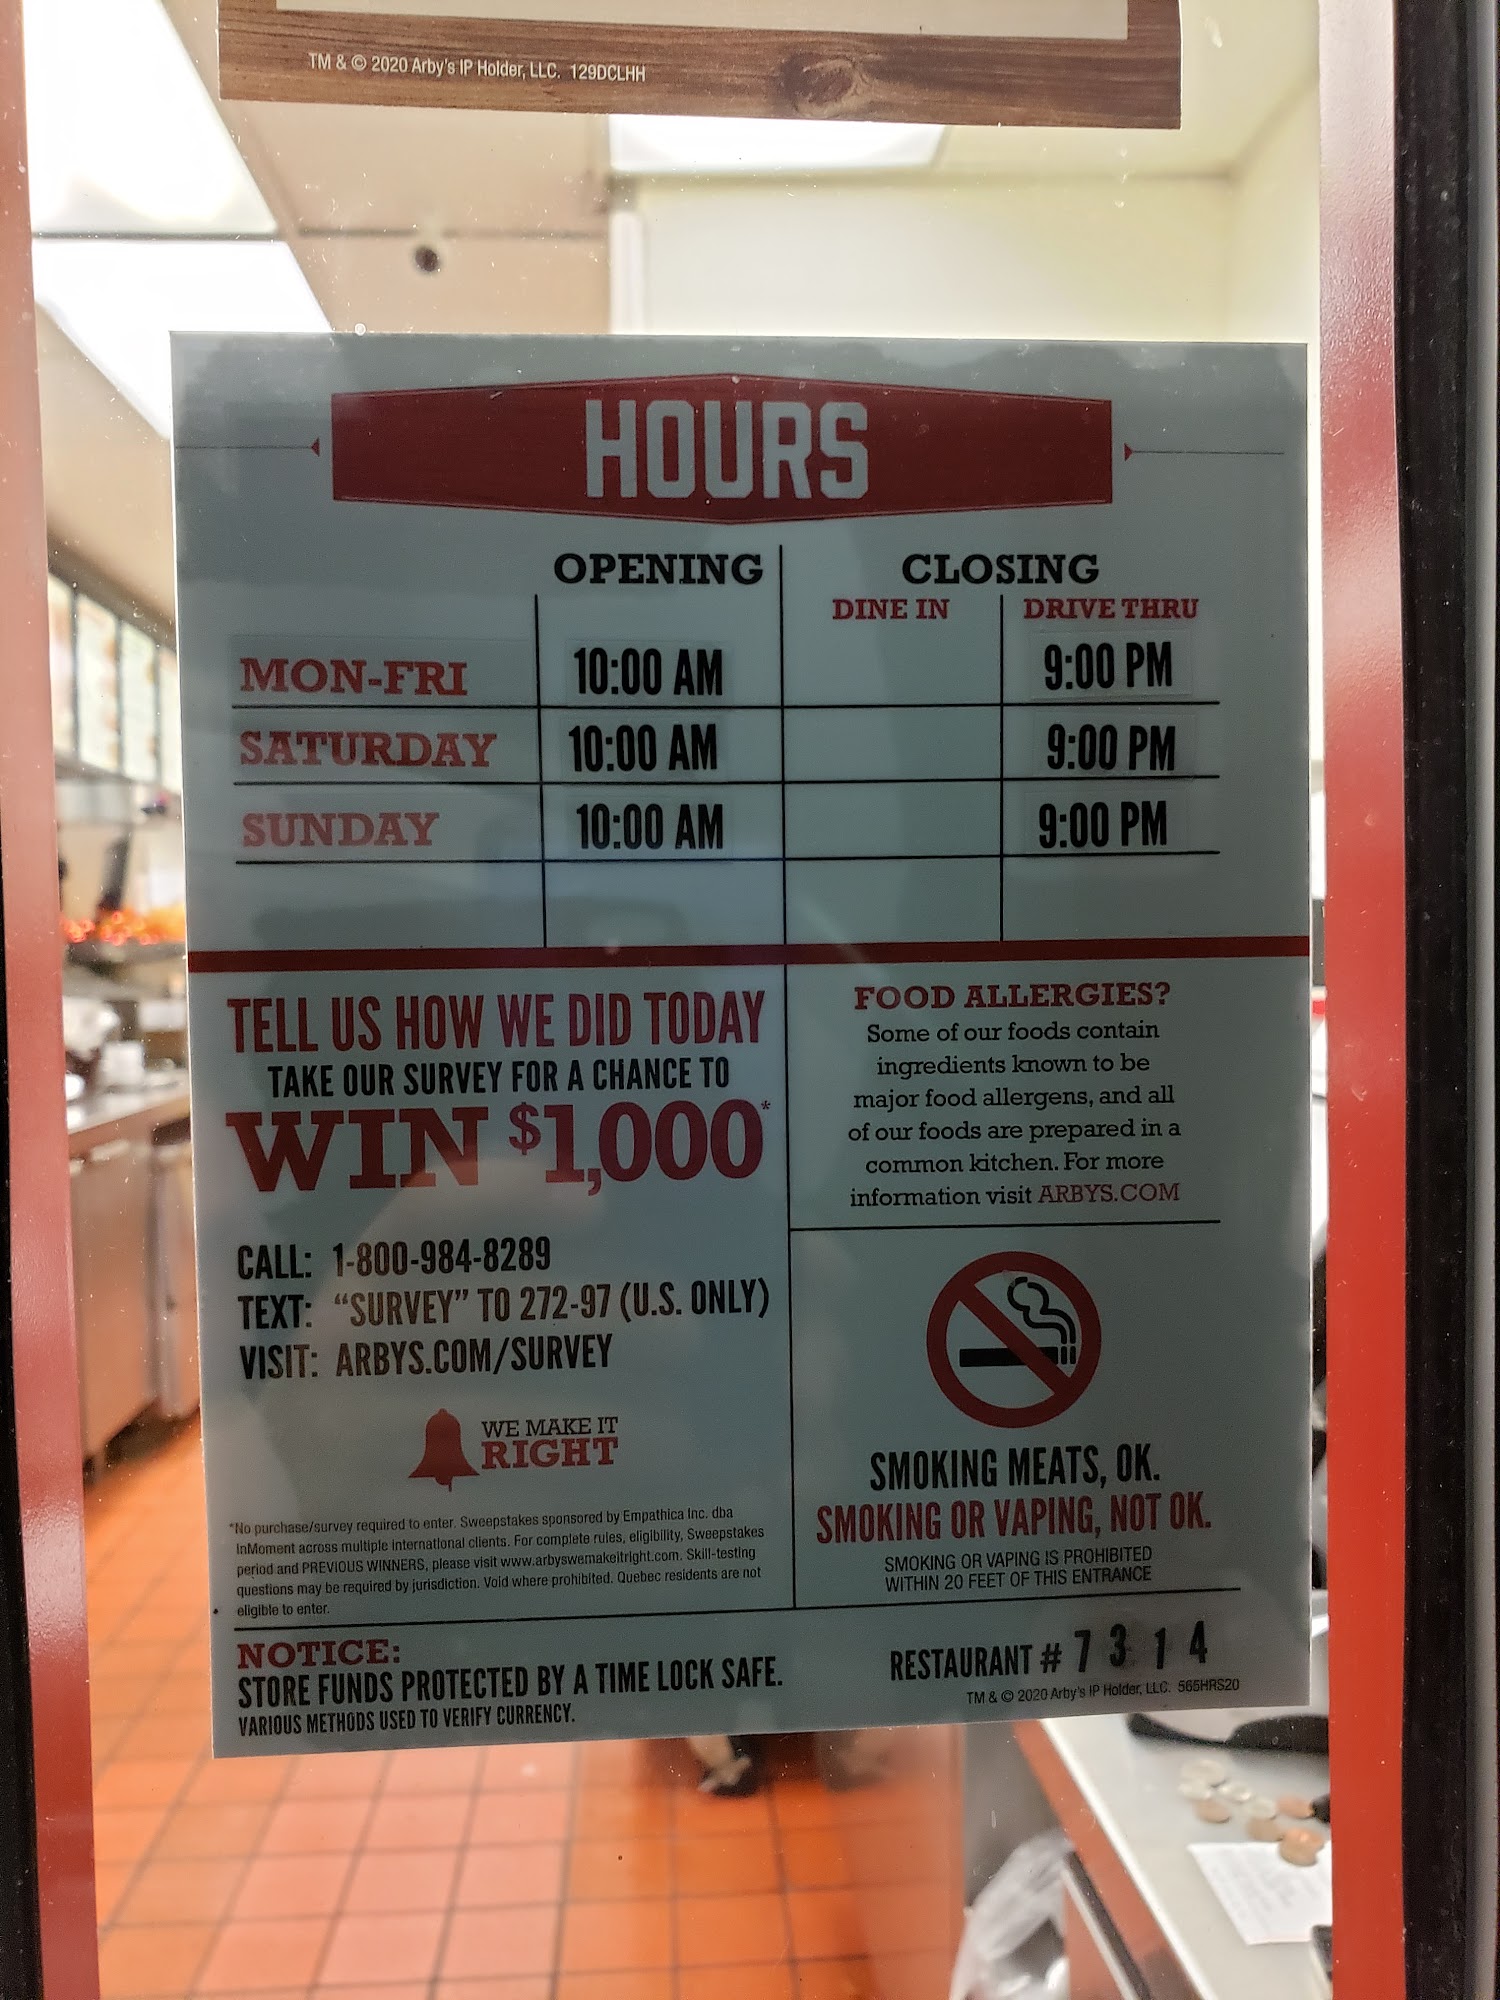 TM & © 2020 Arby's IP Holder, LLC. 129DCLHH
HOURS
OPENING CLOSING
DINE IN DRIVE THRU
MON-FRI 10:00 AM 9:00 PM
SATURDAY 10:00 AM 9:00 PM
SUNDAY 10:00 AM 9:00 PM
TELL US HOW WE DID TODAY
TAKE OUR SURVEY FOR A CHANCE TO
WIN $1,000*
CALL: 1-800-984-8289
TEXT: "SURVEY" TO 272-97 (U.S. ONLY)
VISIT: ARBYS.COM/SURVEY
WE MAKE IT
RIGHT
*No purchase/survey required to enter. Sweepstakes sponsored by Empathica Inc. dba
InMoment across multiple international clients. For complete rules, eligibility, Sweepstakes
period and PREVIOUS WINNERS, please visit www.arbyswemakeitright.com. Skill-testing
questions may be required by jurisdiction. Void where prohibited. Quebec residents are not
eligible to enter.
FOOD ALLERGIES?
Some of our foods contain
ingredients known to be
major food allergens, and all
of our foods are prepared in a
common kitchen. For more
information visit ARBYS.COM
SMOKING MEATS, OK.
SMOKING OR VAPING, NOT OK.
SMOKING OR VAPING IS PROHIBITED
WITHIN 20 FEET OF THIS ENTRANCE
NOTICE:
STORE FUNDS PROTECTED BY A TIME LOCK SAFE.
VARIOUS METHODS USED TO VERIFY CURRENCY.
RESTAURANT # 7314
TM & © 2020 Arby's IP Holder, LLC. 565HRS20